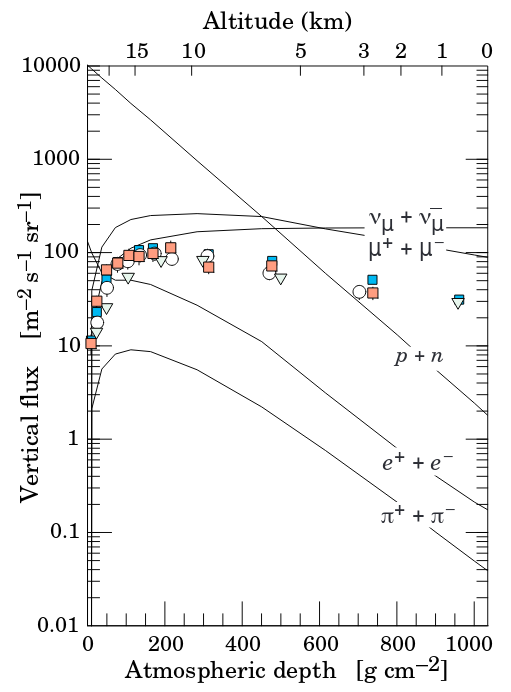 Altitude (km)
15 10 5 3 2 1 0
10000
1000
100
10
1
0.1
0.01
Vertical flux [m⁻² s⁻¹ sr⁻¹]
νμ + ν̅μ
μ⁺ + μ⁻
p + n
e⁺ + e⁻
π⁺ + π⁻
0 200 400 600 800 1000
Atmospheric depth [g cm⁻²]